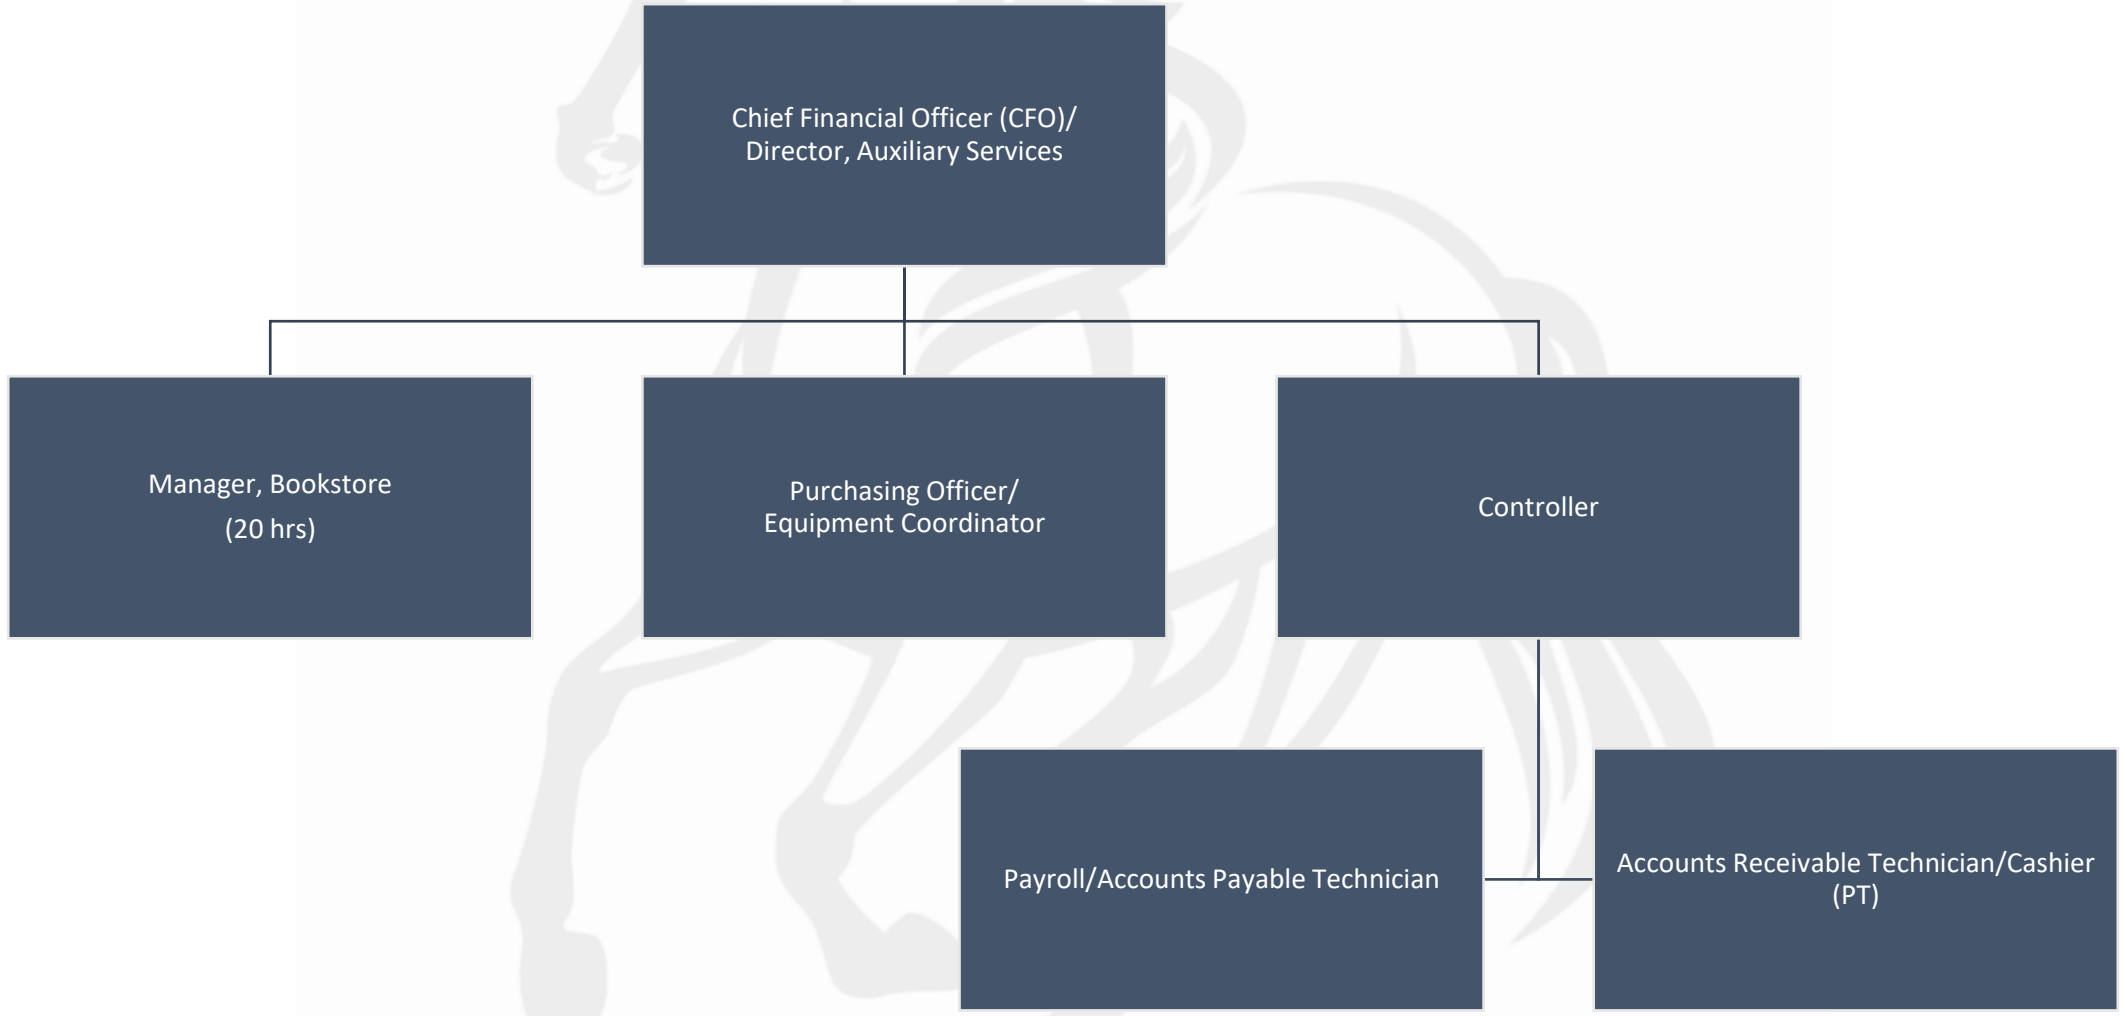 Chief Financial Officer (CFO)/
Director, Auxiliary Services
Manager, Bookstore
(20 hrs)
Purchasing Officer/
Equipment Coordinator
Controller
Payroll/Accounts Payable Technician
Accounts Receivable Technician/Cashier
(PT)